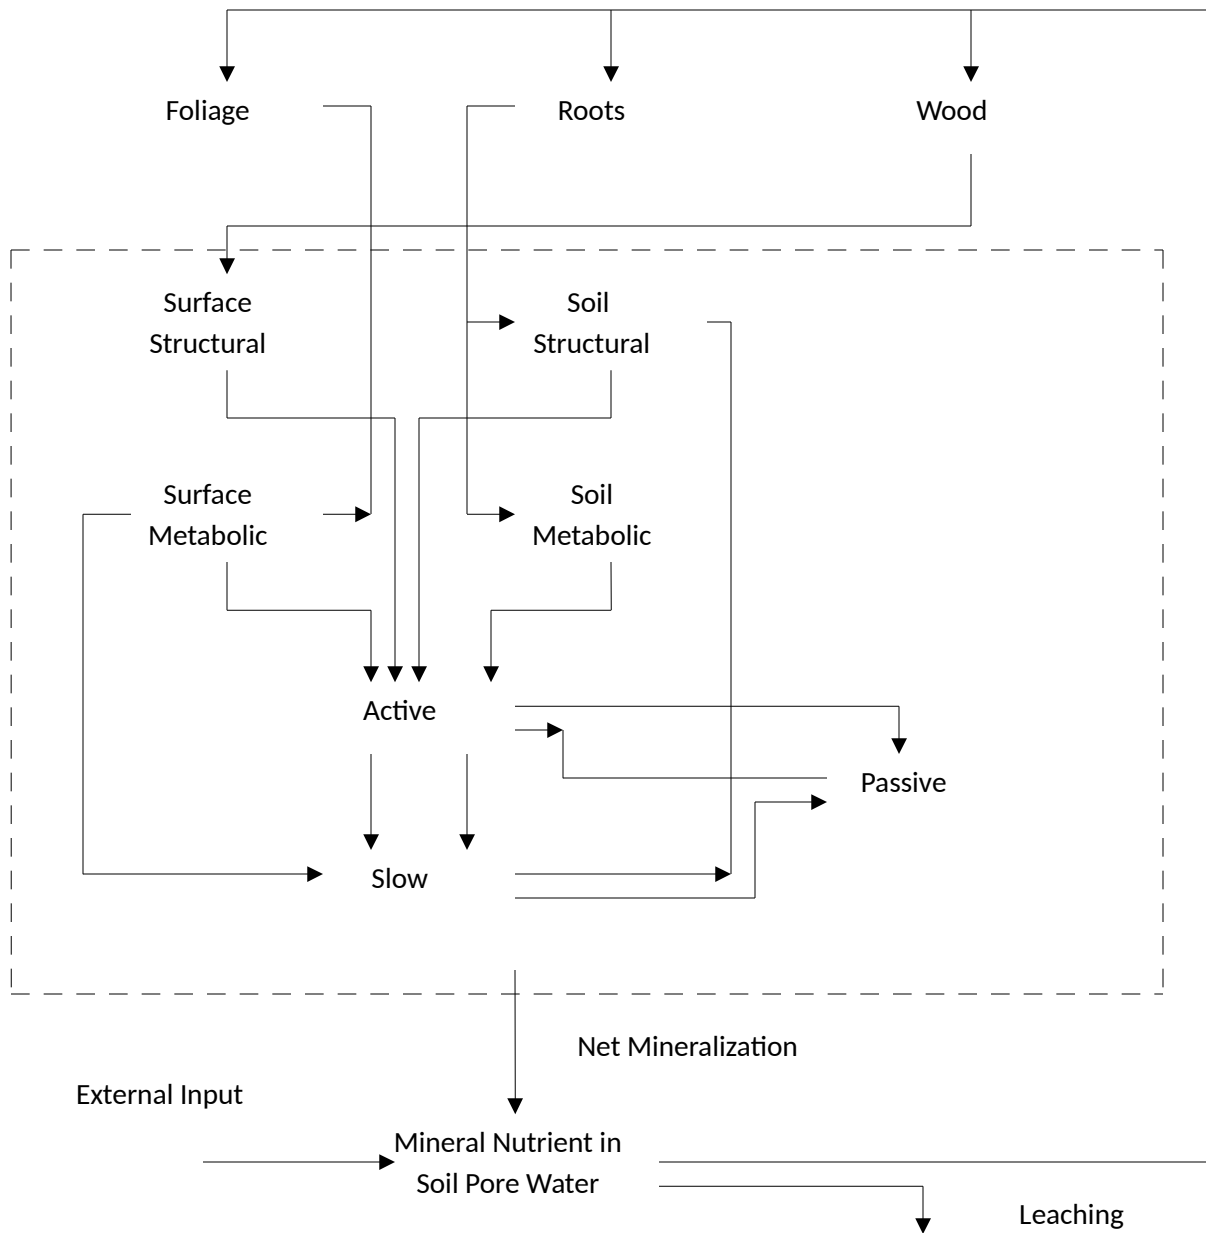 Foliage
Roots
Wood
Surface
Structural
Soil
Structural
Surface
Metabolic
Soil
Metabolic
Active
Passive
Slow
Net Mineralization
External Input
Mineral Nutrient in
Soil Pore Water
Leaching